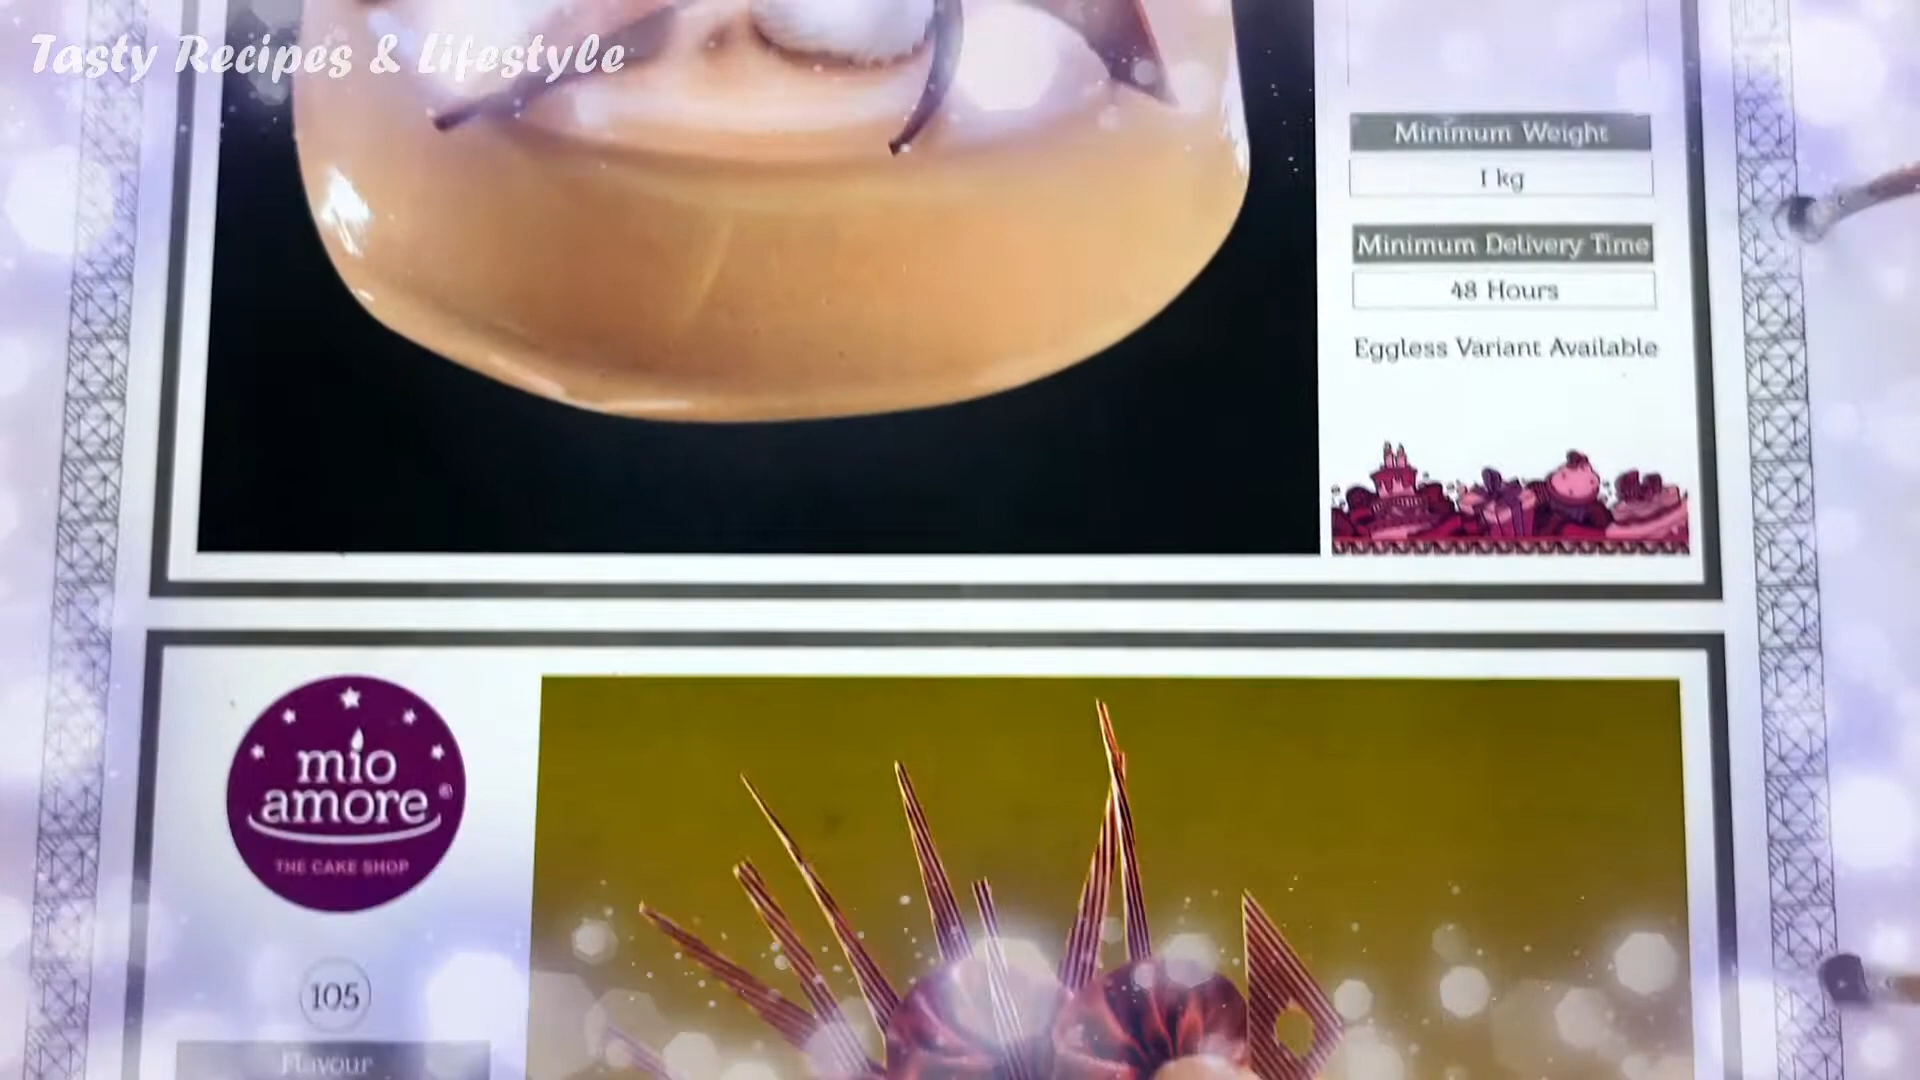 Tasty Recipes & Lifestyle
Minimum Weight
1 kg
Minimum Delivery Time
48 Hours
Eggless Variant Available
mio
amore®
THE CAKE SHOP
105
Flavour